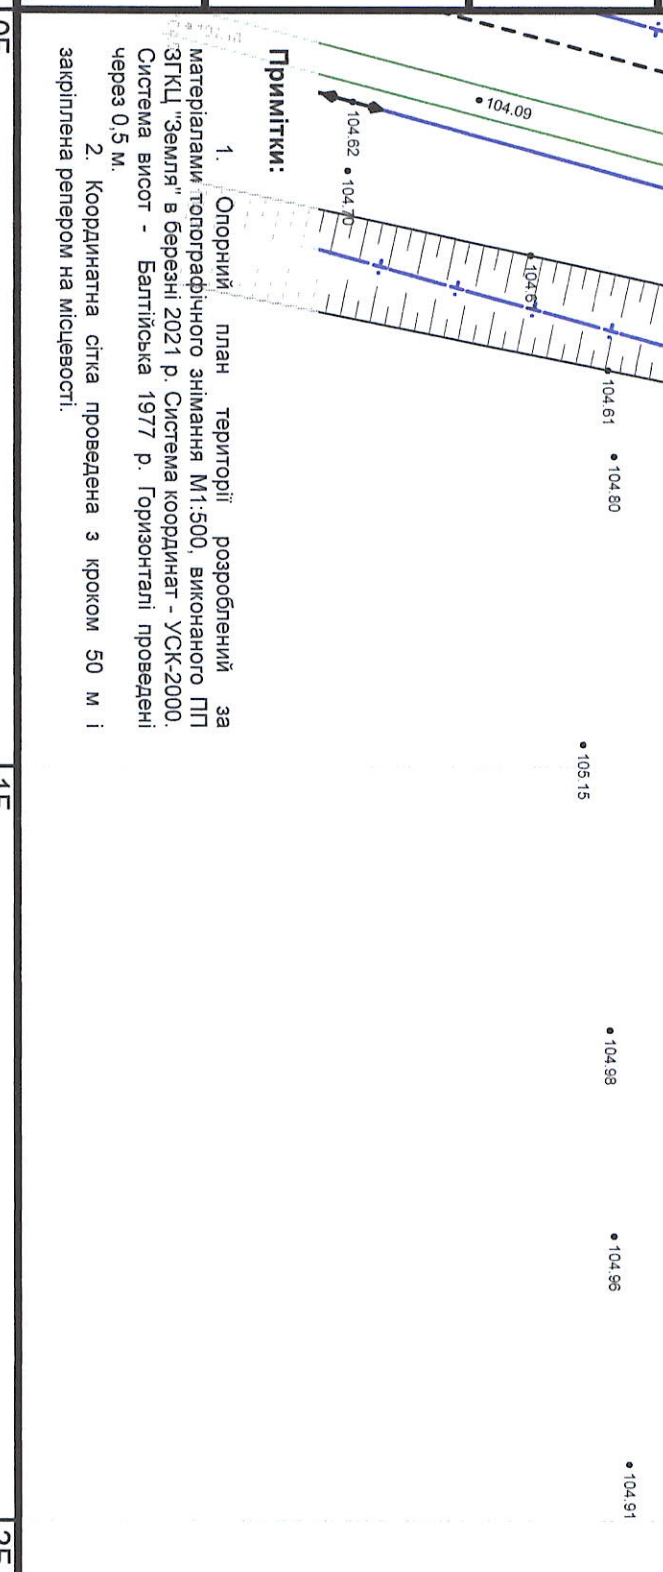 104.09
104.62
104.70
104.61
104.80
105.15
104.98
104.96
104.91
Примітки:
1. Опорний план території розроблений за
матеріалами топографічного знімання М1:500, виконаного ПП
ЗГКЦ "Земля" в березні 2021 р. Система координат - УСК-2000.
Система висот - Балтійська 1977 р. Горизонталі проведені
через 0,5 м.
2. Координатна сітка проведена з кроком 50 м і
закріплена репером на місцевості.